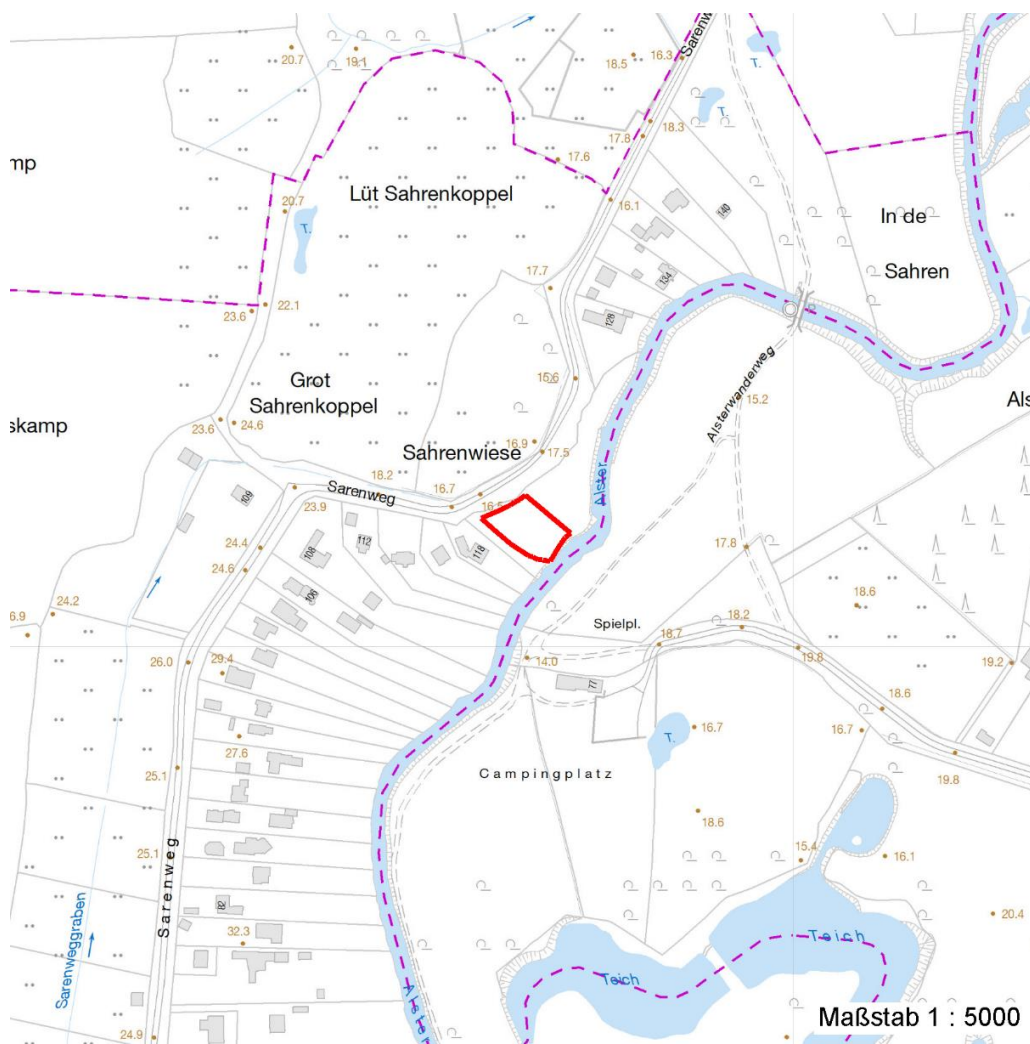 Sarenw
20.7
19.1
18.5
16.3
T.
T.
18.3
17.8
mp
17.6
Lüt Sahrenkoppel
16.1
140
20.7
In de
T.
Sahren
17.7
134
22.1
23.6
128
15.6
Grot
Sahrenkoppel
Alsterwanderweg
15.2
Als
skamp
23.6
24.6
16.9
17.5
Sahrenwiese
18.2
16.7
Alster
109
Sarenweg
23.9
16.5
24.4
108
112
118
17.8
24.6
106
18.6
24.2
6.9
Spielpl.
18.2
18.7
19.8
26.0
29.4
14.0
19.2
77
18.6
16.7
16.7
T.
27.6
25.1
Campingplatz
19.8
18.6
25.1
15.4
16.1
Sarenweg
82
20.4
Sarenweggraben
32.3
Teich
Teich
Alster
24.9
Maßstab 1 : 5000